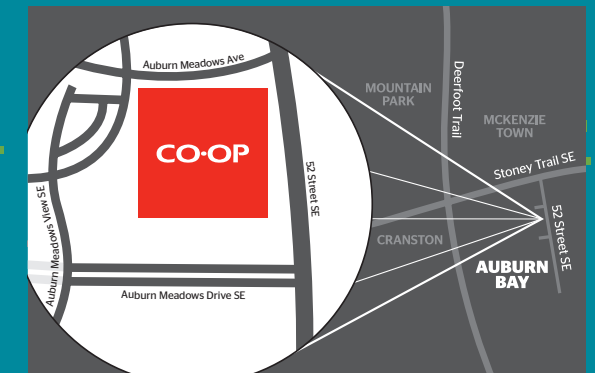 Auburn Meadows Ave
CO·OP
52 Street SE
Auburn Meadows View SE
Auburn Meadows Drive SE
MOUNTAIN
PARK
Deerfoot Trail
MCKENZIE
TOWN
Stoney Trail SE
CRANSTON
52 Street SE
AUBURN
BAY